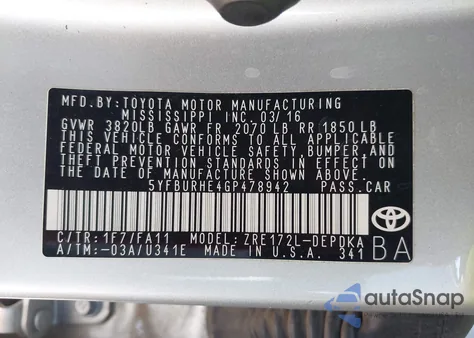 MFD.BY: TOYOTA MOTOR MANUFACTURING
MISSISSIPPI INC. 03/16
GVWR 3820LB GAWR FR 2070 LB RR 1850 LB
THIS VEHICLE CONFORMS TO ALL APPLICABLE
FEDERAL MOTOR VEHICLE SAFETY, BUMPER, AND
THEFT PREVENTION STANDARDS IN EFFECT ON
THE DATE OF MANUFACTURE SHOWN ABOVE.
5YFBURHE4GP478942 PASS.CAR
C/TR: 1F7/FA11 MODEL: ZRE172L-DEPDKA
A/TM:-03A/U341E MADE IN U.S.A. 341
BA
autoSnap